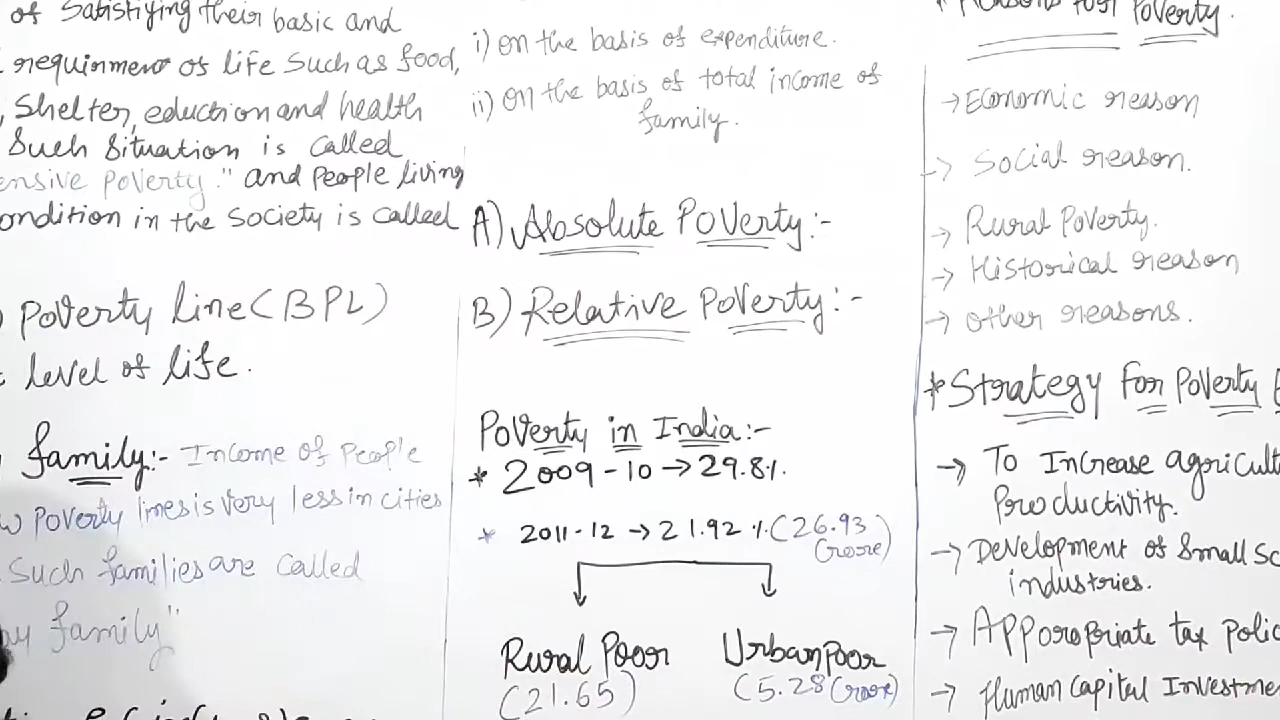 of Satisfying their basic and
requirment of life Such as food,
, Shelter, eduction and health
Such Situation is called
ensive Poverty." and People living
ondition in the Society is called
Poverty line (BPL)
level of life.
family:- Income of People
w Poverty lines is very less in cities
Such families are called
family"
i) on the basis of expenditure.
ii) on the basis of total income of
family.
A) Absolute Poverty:-
B) Relative Poverty:-
Poverty in India:-
* 2009-10 → 29.8%.
* 2011-12 → 21.92 %. (26.93
Crore)
Rural Poor
(21.65)
Urban poor
(5.28 Crore)
* Reasons for Poverty.
→ Economic reason
→ Social reason.
→ Rural Poverty.
→ Historical reason
→ other reasons.
* Strategy For Poverty
→ To Increase agricult
Productivity.
→ Development of Small Sc
industries.
→ Appropriate tax polic
→ Human Capital Investme